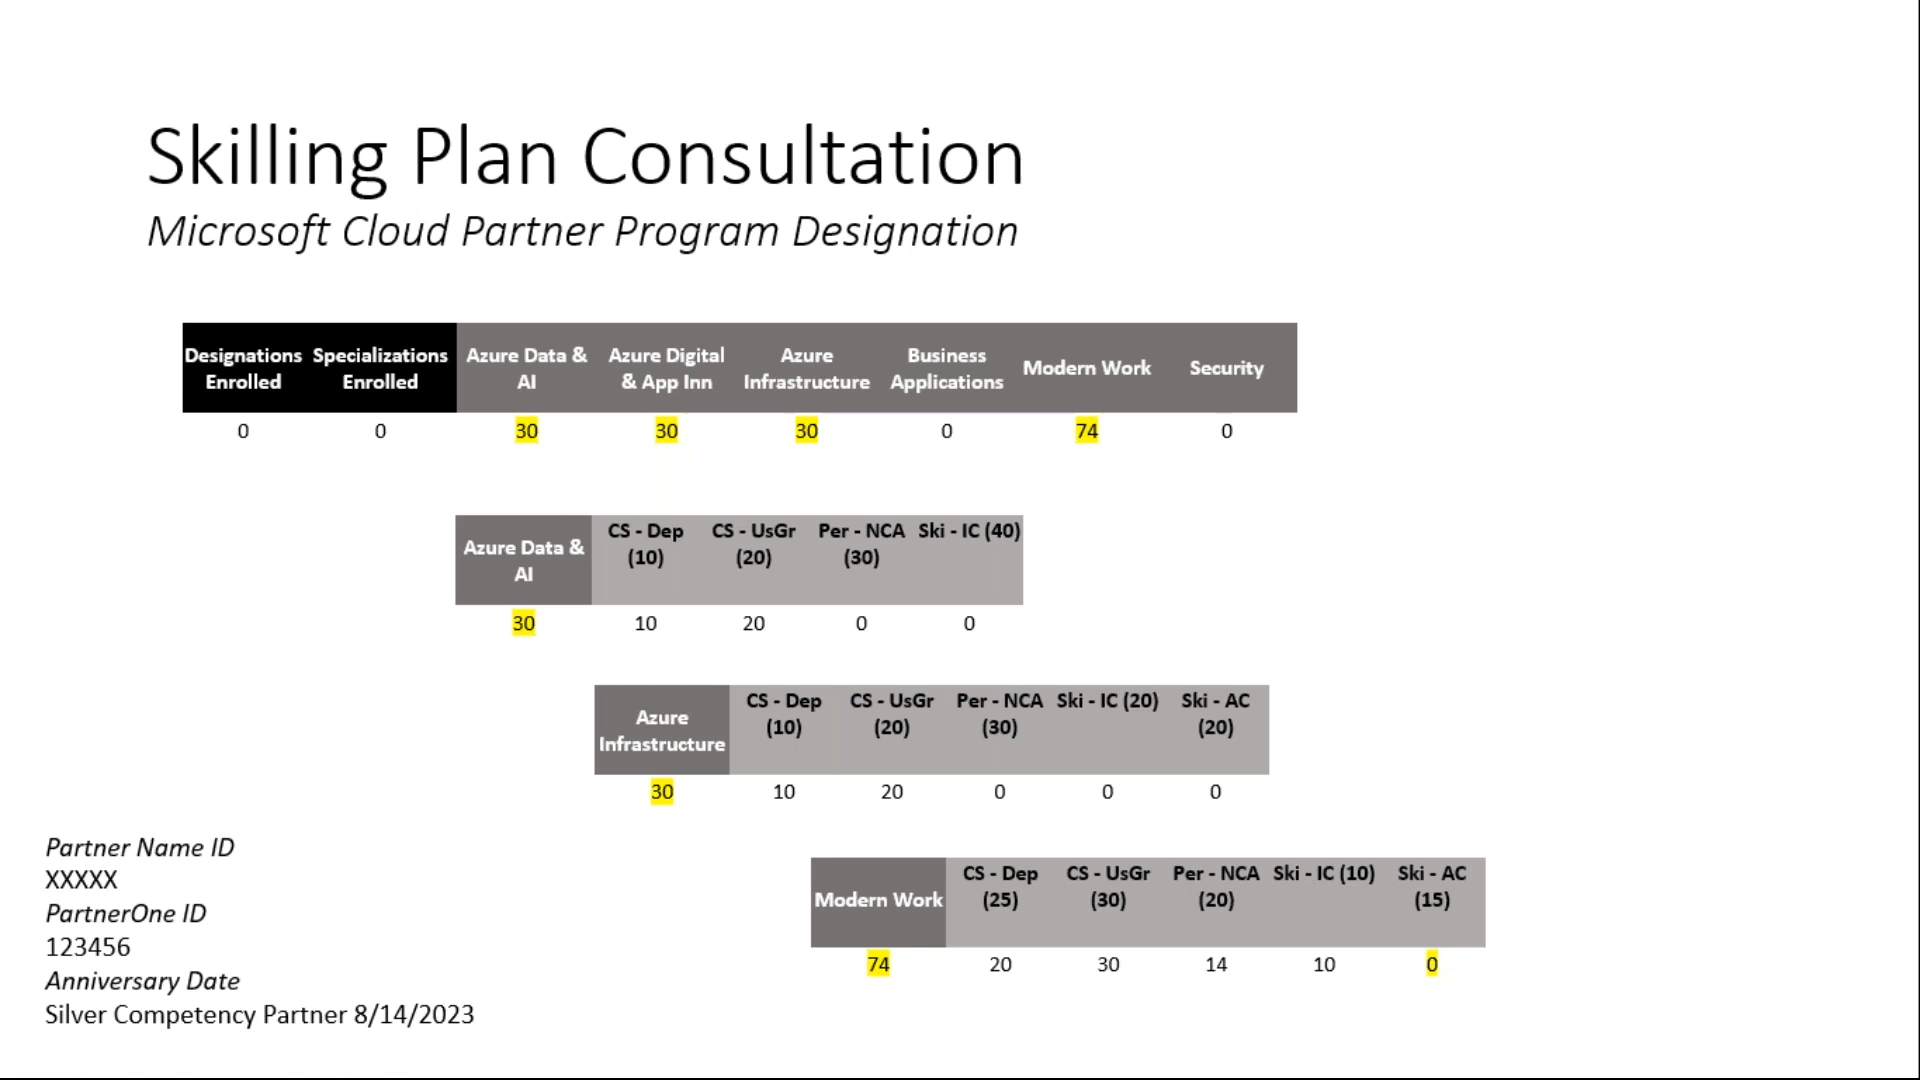 Skilling Plan Consultation
Microsoft Cloud Partner Program Designation
Designations Enrolled Specializations Enrolled Azure Data & AI Azure Digital & App Inn Azure Infrastructure Business Applications Modern Work Security
0 0 30 30 30 0 74 0
Azure Data & AI CS - Dep (10) CS - UsGr (20) Per - NCA (30) Ski - IC (40)
30 10 20 0 0
Azure Infrastructure CS - Dep (10) CS - UsGr (20) Per - NCA (30) Ski - IC (20) Ski - AC (20)
30 10 20 0 0 0
Modern Work CS - Dep (25) CS - UsGr (30) Per - NCA (20) Ski - IC (10) Ski - AC (15)
74 20 30 14 10 0
Partner Name ID
XXXXX
PartnerOne ID
123456
Anniversary Date
Silver Competency Partner 8/14/2023